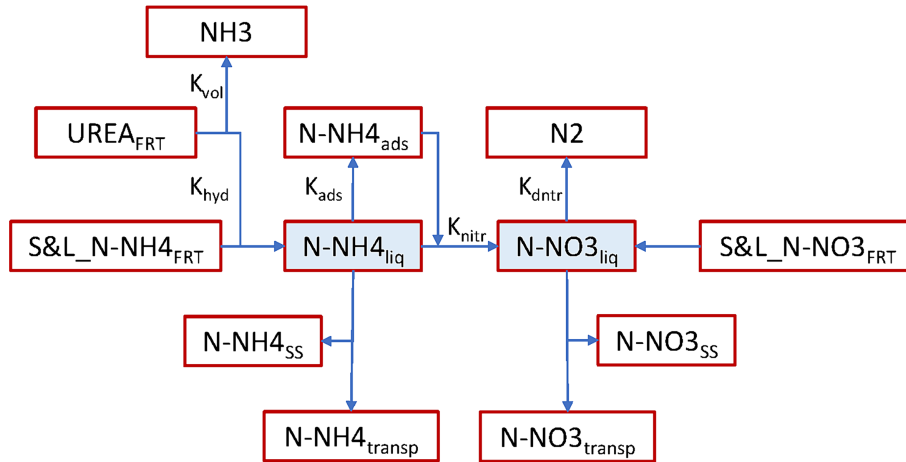 NH3
Kvol
UREAFRT
N-NH4ads
N2
Khyd
Kads
Kdntr
Knitr
S&L_N-NH4FRT
N-NH4liq
N-NO3liq
S&L_N-NO3FRT
N-NH4SS
N-NO3SS
N-NH4transp
N-NO3transp